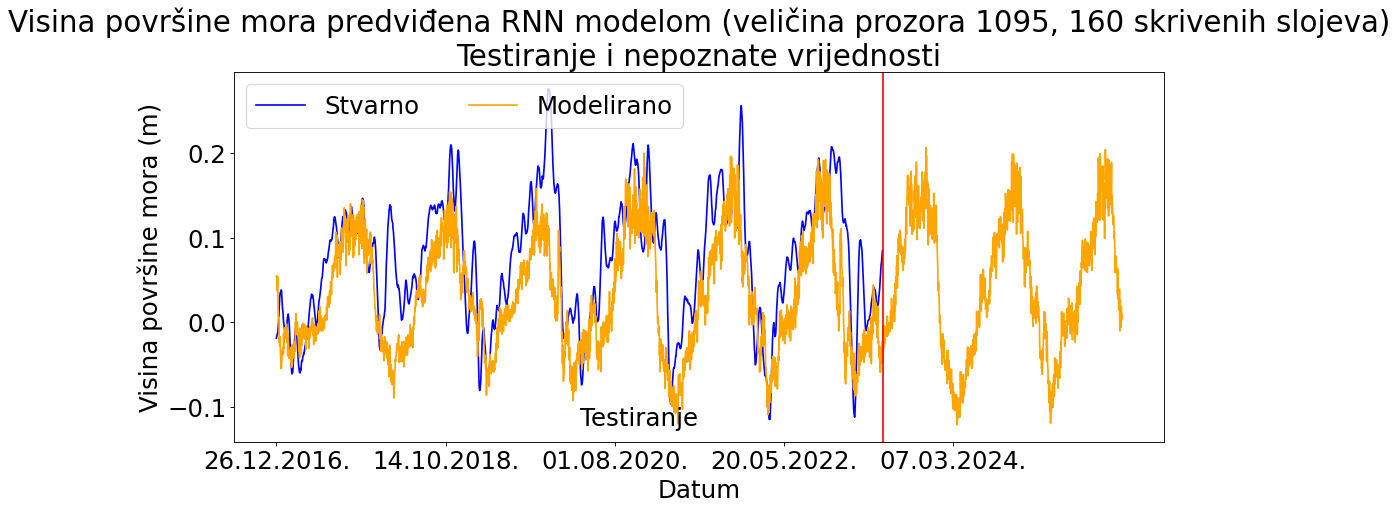 Visina površine mora predviđena RNN modelom (veličina prozora 1095, 160 skrivenih slojeva)
Testiranje i nepoznate vrijednosti
Stvarno
Modelirano
Visina površine mora (m)
0.2
0.1
0.0
−0.1
Testiranje
26.12.2016.
14.10.2018.
01.08.2020.
20.05.2022.
07.03.2024.
Datum